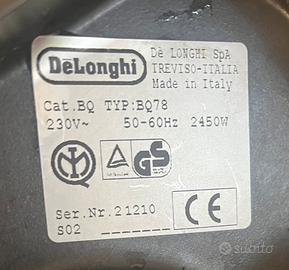 DeLonghi
Dè LONGHI SpA
TREVISO-ITALIA
Made in Italy
Cat.BQ TYP:BQ78
230V~ 50-60Hz 2450W
GS
Ser.Nr.21210
S02
CE
subito